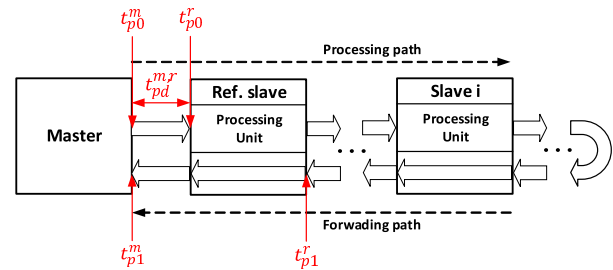 t_{p0}^{m} t_{p0}^{r}
Processing path
t_{pd}^{m,r}
Ref. slave
Slave i
Master
Processing
Unit
Processing
Unit
...
...
Forwading path
t_{p1}^{m} t_{p1}^{r}